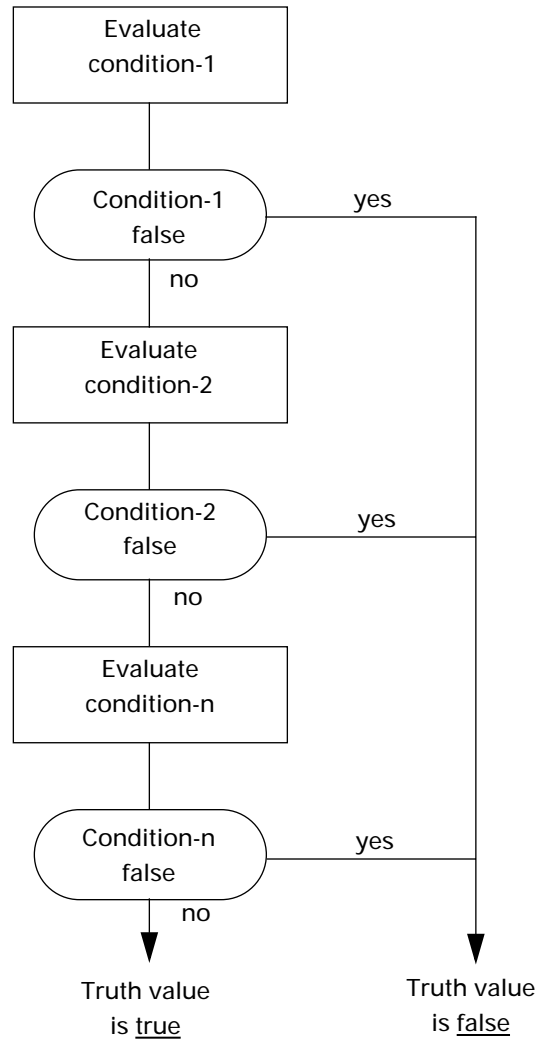 Evaluate
condition-1
Condition-1
false
yes
no
Evaluate
condition-2
Condition-2
false
yes
no
Evaluate
condition-n
Condition-n
false
yes
no
Truth value
is true
Truth value
is false